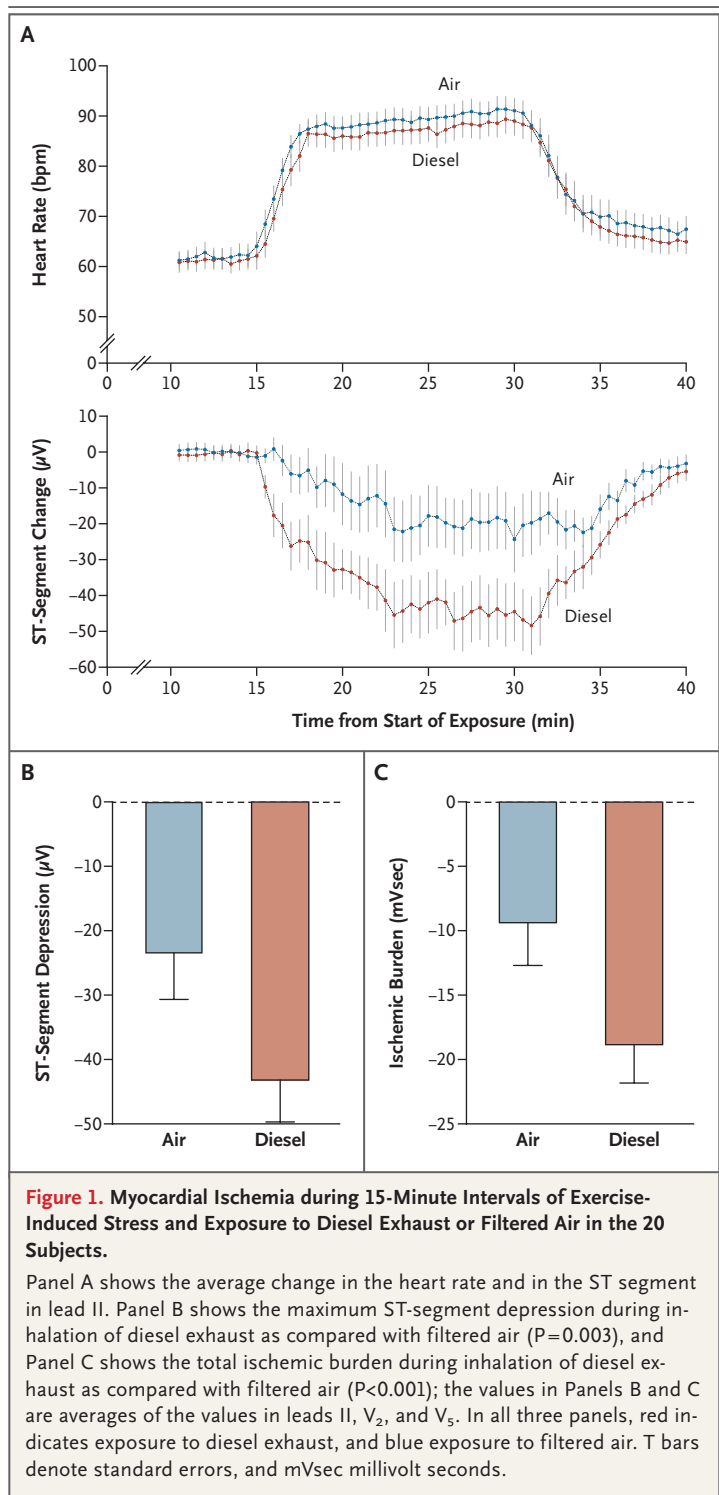 A
100
90
80
70
60
50
0
Heart Rate (bpm)
Air
Diesel
0 10 15 20 25 30 35 40
10
0
−10
−20
−30
−40
−50
−60
ST-Segment Change (µV)
Air
Diesel
0 10 15 20 25 30 35 40
Time from Start of Exposure (min)
B
0
−10
−20
−30
−40
−50
ST-Segment Depression (µV)
Air Diesel
C
0
−5
−10
−15
−20
−25
Ischemic Burden (mVsec)
Air Diesel
Figure 1. Myocardial Ischemia during 15-Minute Intervals of Exercise-
Induced Stress and Exposure to Diesel Exhaust or Filtered Air in the 20
Subjects.
Panel A shows the average change in the heart rate and in the ST segment
in lead II. Panel B shows the maximum ST-segment depression during in-
halation of diesel exhaust as compared with filtered air (P=0.003), and
Panel C shows the total ischemic burden during inhalation of diesel ex-
haust as compared with filtered air (P<0.001); the values in Panels B and C
are averages of the values in leads II, V₂, and V₅. In all three panels, red in-
dicates exposure to diesel exhaust, and blue exposure to filtered air. T bars
denote standard errors, and mVsec millivolt seconds.